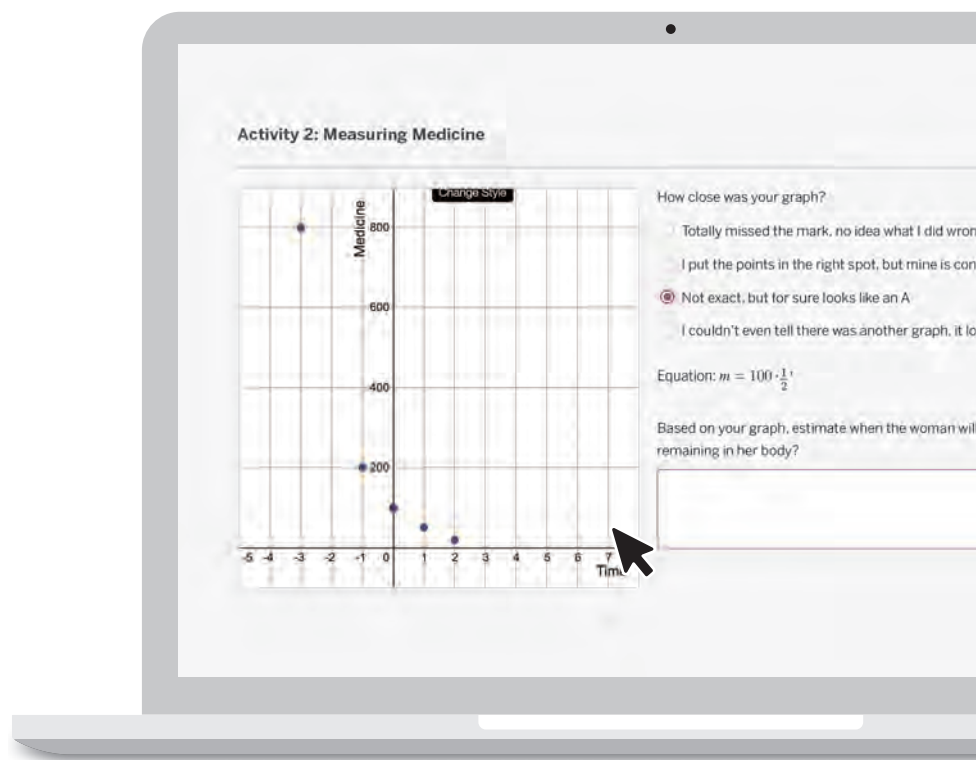 Activity 2: Measuring Medicine
Change Style
Medicine
800
600
400
200
-5 -4 -3 -2 -1 0 1 2 3 4 5 6 7
How close was your graph?
Totally missed the mark, no idea what I did
I put the points in the right spot, but mine is
Not exact, but for sure looks like an A
I couldn't even tell there was another graph, it
Equation: m = 100 · 1/2
Based on your graph, estimate when the woman
remaining in her body?